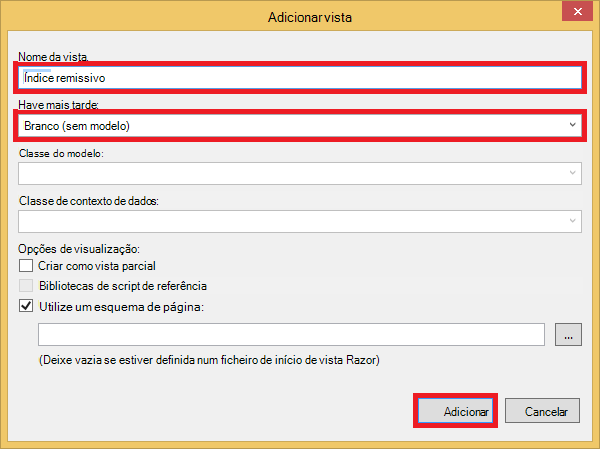 Adicionar vista
Nome da vista,
Índice remissivo
Have mais tarde:
Branco (sem modelo)
Classe do modelo:
Classe de contexto de dados:
Opções de visualização:
Criar como vista parcial
Bibliotecas de script de referência
Utilize um esquema de página:
...
(Deixe vazia se estiver definida num ficheiro de início de vista Razor)
Adicionar
Cancelar